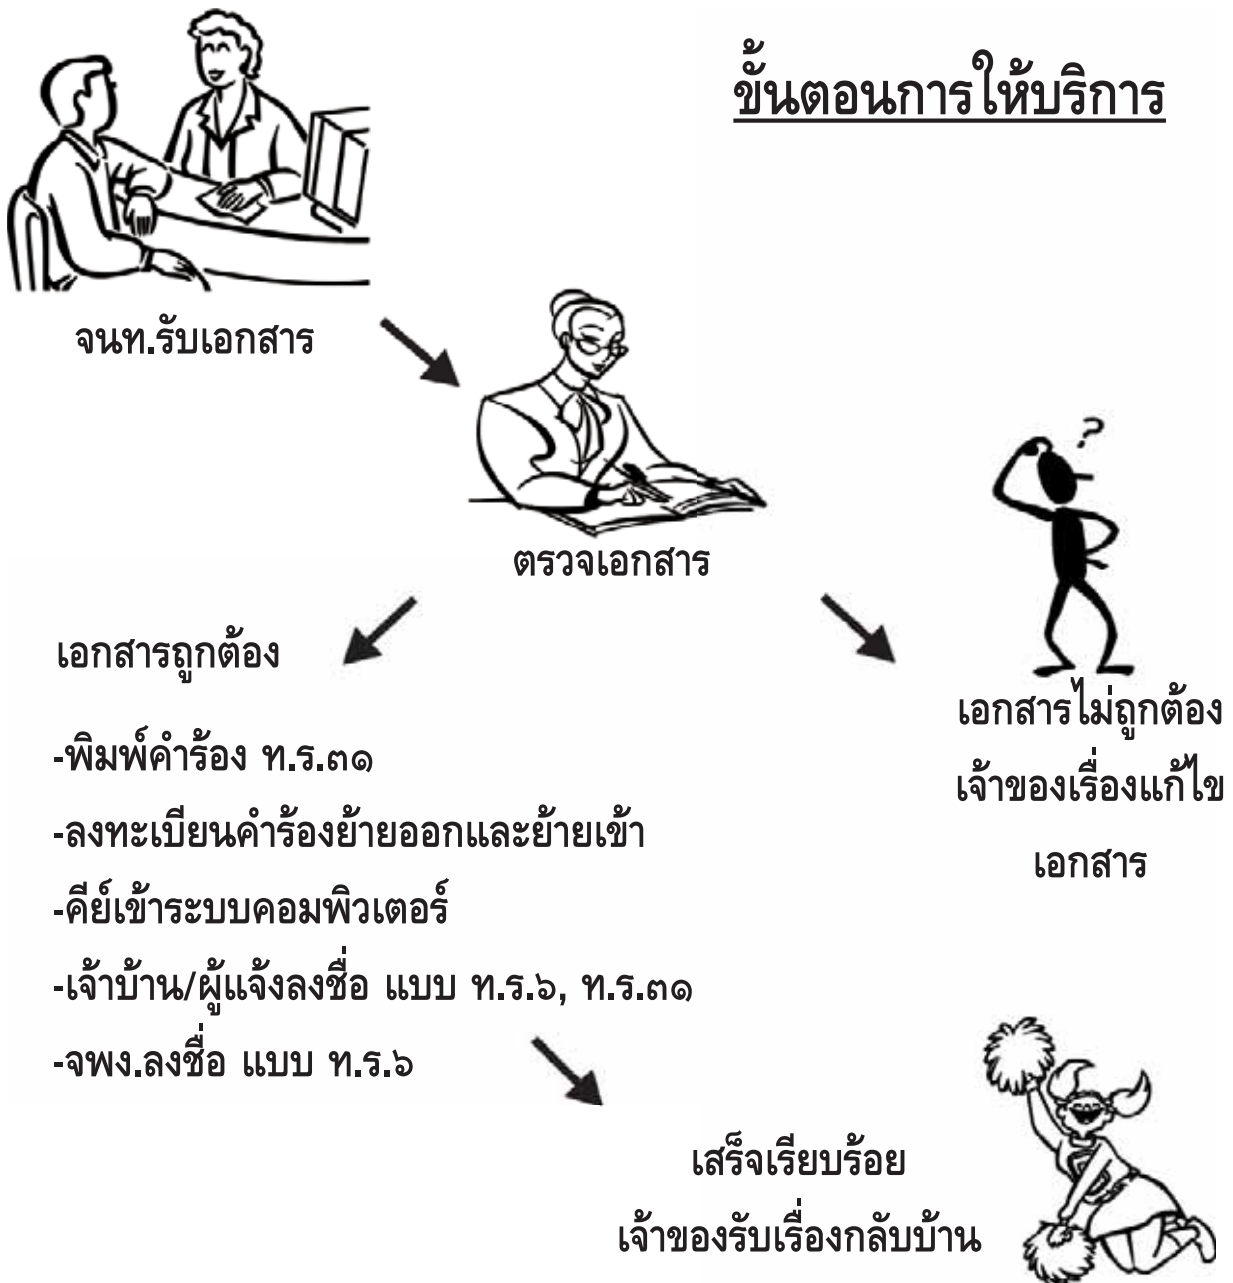 ขั้นตอนการให้บริการ
จนท.รับเอกสาร
ตรวจเอกสาร
?
เอกสารถูกต้อง
-พิมพ์คำร้อง ท.ร.๓๑
-ลงทะเบียนคำร้องย้ายออกและย้ายเข้า
-คีย์เข้าระบบคอมพิวเตอร์
-เจ้าบ้าน/ผู้แจ้งลงชื่อ แบบ ท.ร.๖, ท.ร.๓๑
-จพง.ลงชื่อ แบบ ท.ร.๖
เอกสารไม่ถูกต้อง
เจ้าของเรื่องแก้ไข
เอกสาร
เสร็จเรียบร้อย
เจ้าของรับเรื่องกลับบ้าน